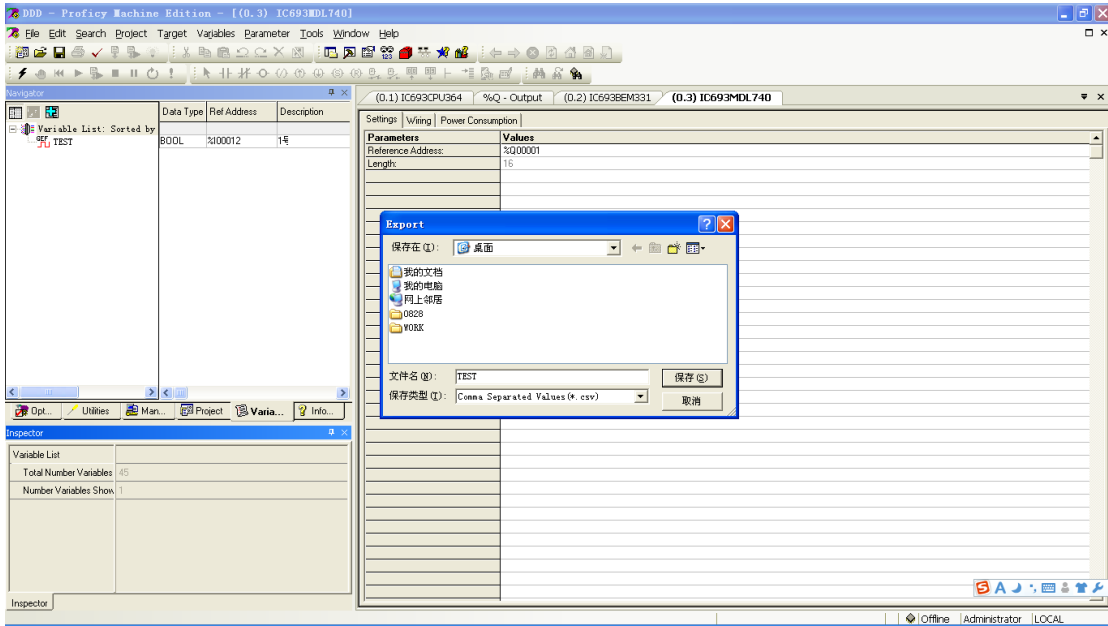 DDD - Proficy Machine Edition - [(0.3) IC693MDL740]
File Edit Search Project Target Variables Parameter Tools Window Help
Navigator
Data Type Ref Address Description
Variable List: Sorted by
TEST BOOL %I00012 1号
Opt... Utilities Man... Project Varia... Info...
Inspector
Variable List
Total Number Variables 45
Number Variables Show 1
Inspector
(0.1) IC693CPU364 %Q - Output (0.2) IC693BEM331 (0.3) IC693MDL740
Settings Wiring Power Consumption
Parameters Values
Reference Address: %Q00001
Length: 16
Export
保存在(I): 桌面
我的文档
我的电脑
网上邻居
0828
WORK
文件名(N): TEST 保存(S)
保存类型(T): Comma Separated Values(*.csv) 取消
Offline Administrator LOCAL